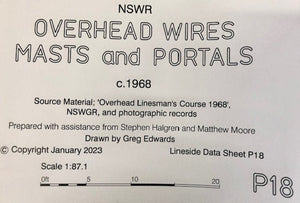 NSWR
OVERHEAD WIRES
MASTS and PORTALS
c.1968
Source Material; 'Overhead Linesman's Course 1968',
NSWGR, and photographic records
Prepared with assistance from Stephen Halgren and Matthew Moore
Drawn by Greg Edwards
© Copyright January 2023 Lineside Data Sheet P18
Scale 1:87.1
0ft 5 10 20
P18